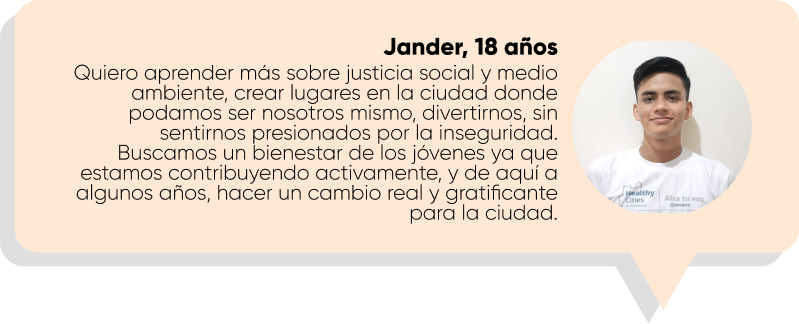 Jander, 18 años
Quiero aprender más sobre justicia social y medio
ambiente, crear lugares en la ciudad donde
podamos ser nosotros mismo, divertirnos, sin
sentirnos presionados por la inseguridad.
Buscamos un bienestar de los jóvenes ya que
estamos contribuyendo activamente, y de aquí a
algunos años, hacer un cambio real y gratificante
para la ciudad.
Healthy
Cities
Alza tu voz
Quevedo